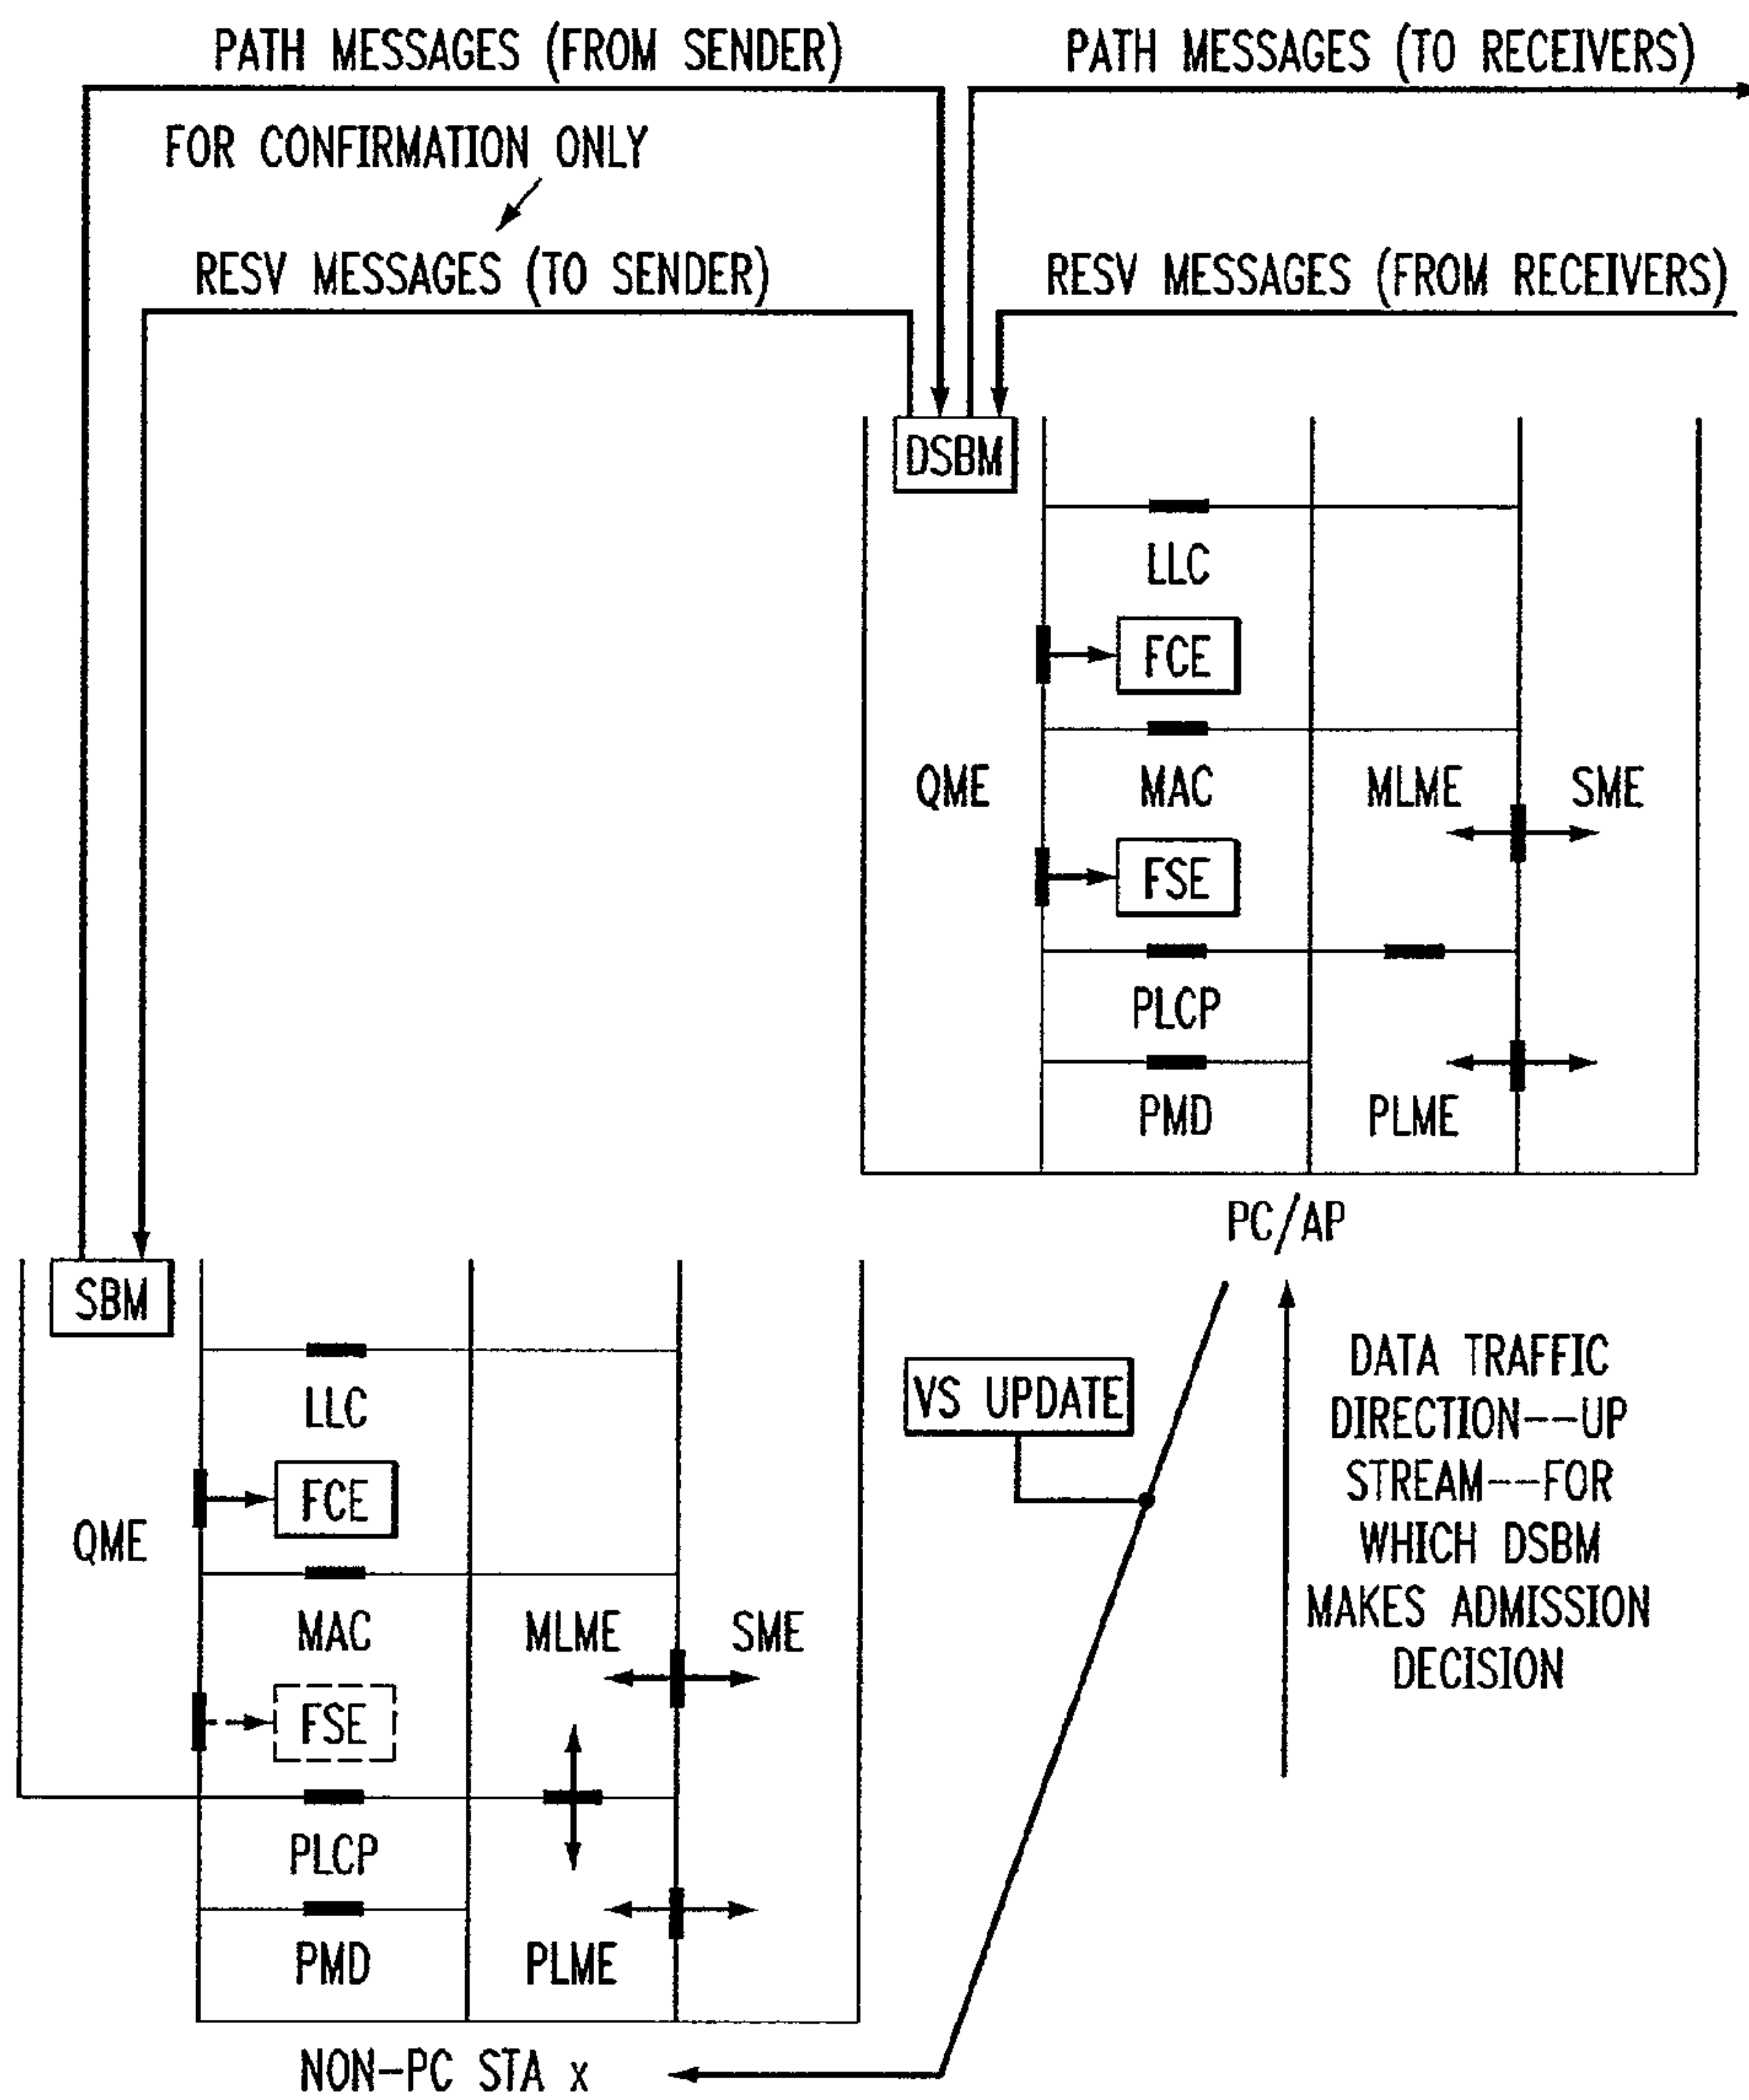 PATH MESSAGES (FROM SENDER)
PATH MESSAGES (TO RECEIVERS)
FOR CONFIRMATION ONLY
RESV MESSAGES (TO SENDER)
RESV MESSAGES (FROM RECEIVERS)
DSBM
LLC
FCE
QME
MAC
MLME
SME
FSE
PLCP
PMD
PLME
PC/AP
SBM
LLC
FCE
QME
MAC
MLME
SME
FSE
PLCP
PMD
PLME
NON-PC STA x
VS UPDATE
DATA TRAFFIC
DIRECTION--UP
STREAM--FOR
WHICH DSBM
MAKES ADMISSION
DECISION